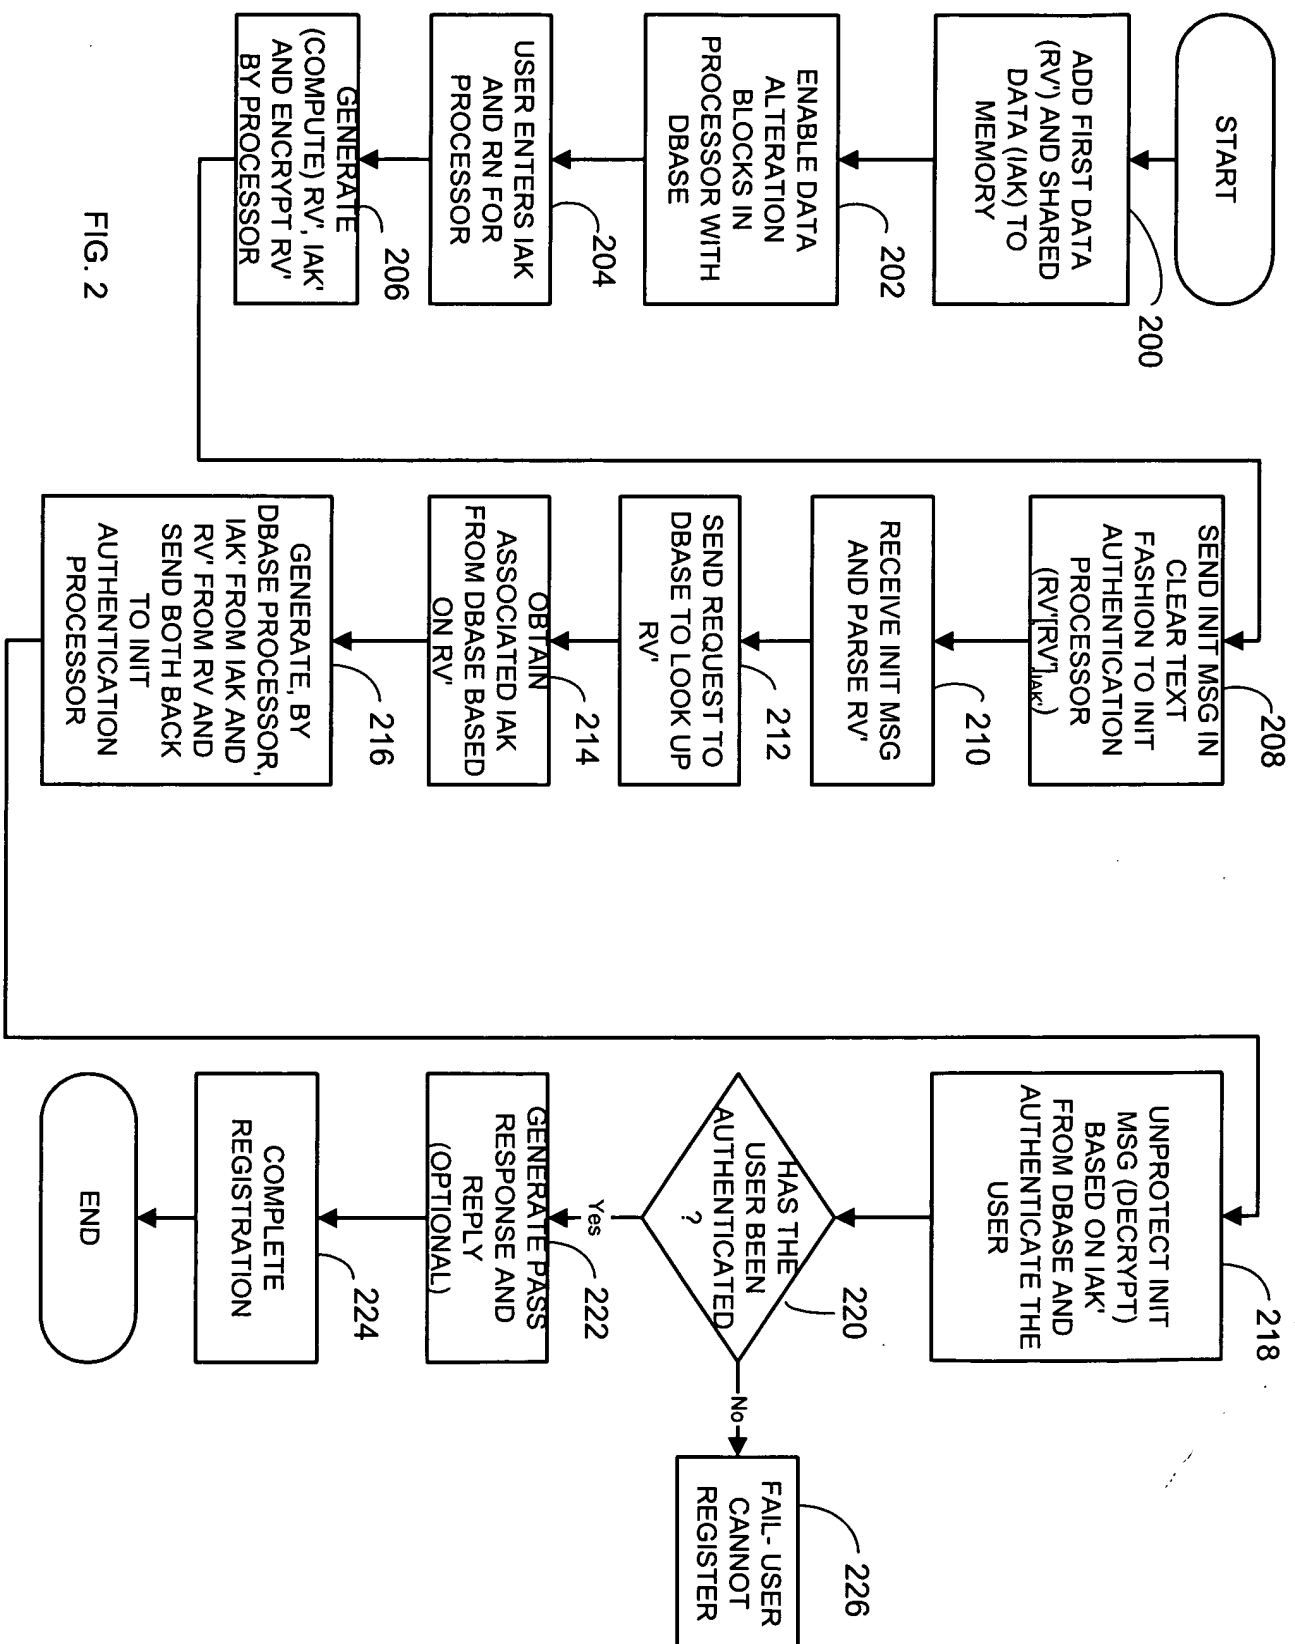 START
ADD FIRST DATA
(RV') AND SHARED
DATA (IAK) TO
MEMORY
200
ENABLE DATA
ALTERATION
BLOCKS IN
PROCESSOR WITH
DBASE
202
USER ENTERS IAK
AND RN FOR
PROCESSOR
204
GENERATE
(COMPUTE) RV', IAK'
AND ENCRYPT RV'
BY PROCESSOR
206
SEND INIT MSG IN
CLEAR TEXT
FASHION TO INIT
AUTHENTICATION
PROCESSOR
(RV'[RV']IAK')
208
RECEIVE INIT MSG
AND PARSE RV'
210
SEND REQUEST TO
DBASE TO LOOK UP
RV'
212
OBTAIN
ASSOCIATED IAK
FROM DBASE BASED
ON RV'
214
GENERATE, BY
DBASE PROCESSOR,
IAK' FROM IAK AND
RV' FROM RV AND
SEND BOTH BACK
TO INIT
AUTHENTICATION
PROCESSOR
216
UNPROTECT INIT
MSG (DECRYPT)
BASED ON IAK'
FROM DBASE AND
AUTHENTICATE THE
USER
218
HAS THE
USER BEEN
AUTHENTICATED
?
220
Yes
No
GENERATE PASS
RESPONSE AND
REPLY
(OPTIONAL)
222
COMPLETE
REGISTRATION
224
END
FAIL- USER
CANNOT
REGISTER
226
FIG. 2